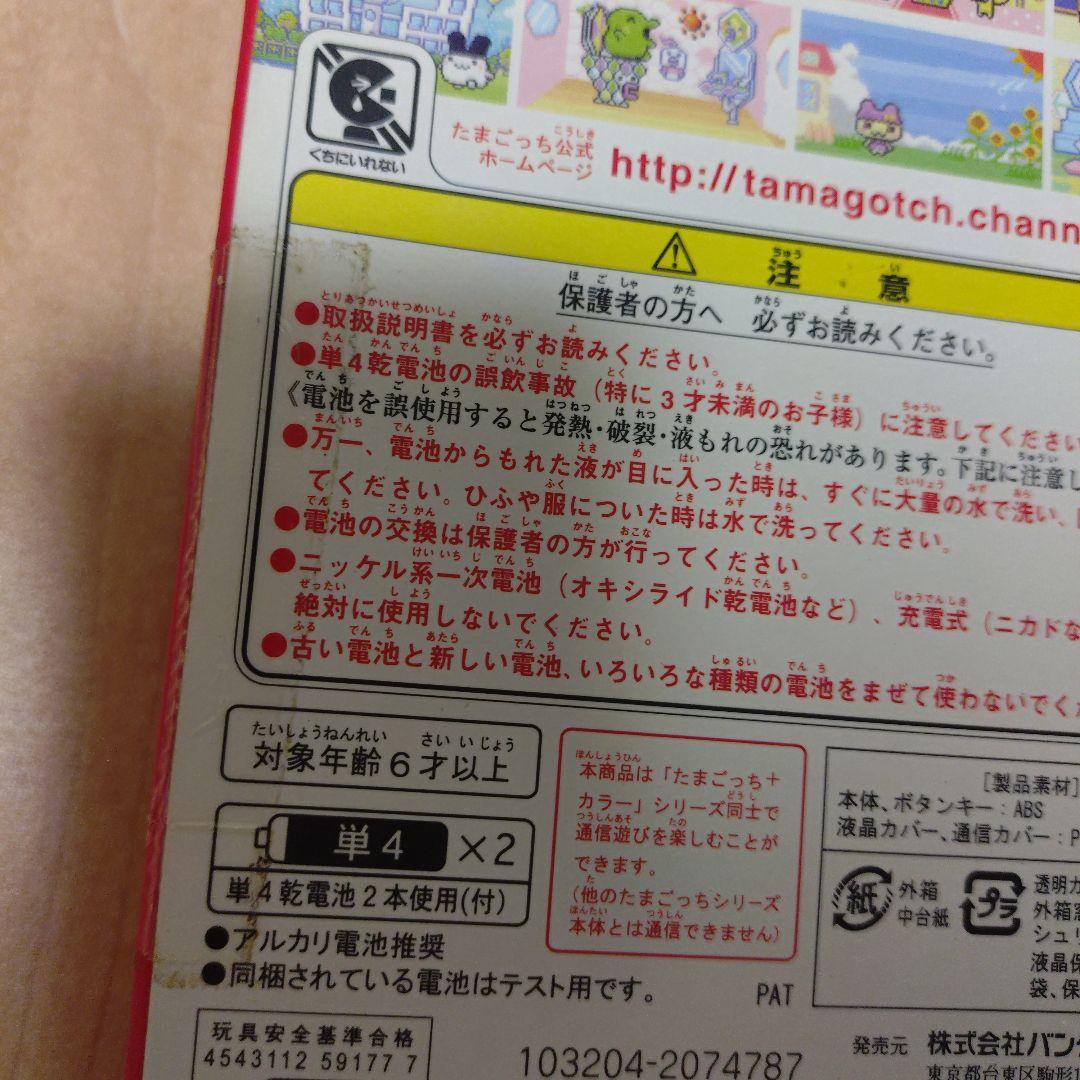 くちにいれない
たまごっち公式
ホームページ
http://tamagotch.chann
注意
保護者の方へ 必ずお読みください。
●取扱説明書を必ずお読みください。
●単4乾電池の誤飲事故（特に3才未満のお子様）に注意してくださ
《電池を誤使用すると発熱・破裂・液もれの恐れがあります。下記に注意し
●万一、電池からもれた液が目に入った時は、すぐに大量の水で洗い、
てください。ひふや服についた時は水で洗ってください。
●電池の交換は保護者の方が行ってください。
●ニッケル系一次電池（オキシライド乾電池など）、充電式（ニカドな
絶対に使用しないでください。
●古い電池と新しい電池、いろいろな種類の電池をまぜて使わないでく
対象年齢6才以上
単4 ×2
単4乾電池2本使用(付)
●アルカリ電池推奨
●同梱されている電池はテスト用です。
本商品は「たまごっち+
カラー」シリーズ同士で
通信遊びを楽しむことが
できます。
(他のたまごっちシリーズ
本体とは通信できません)
PAT
[製品素材]
本体、ボタンキー：ABS
液晶カバー、通信カバー：P
紙 外箱
中台紙
プラ
透明カ
外箱窓
シュリ
液晶保
袋、保
玩具安全基準合格
4543112 59177 7
103204-2074787
発売元 株式会社バン
東京都台東区駒形1